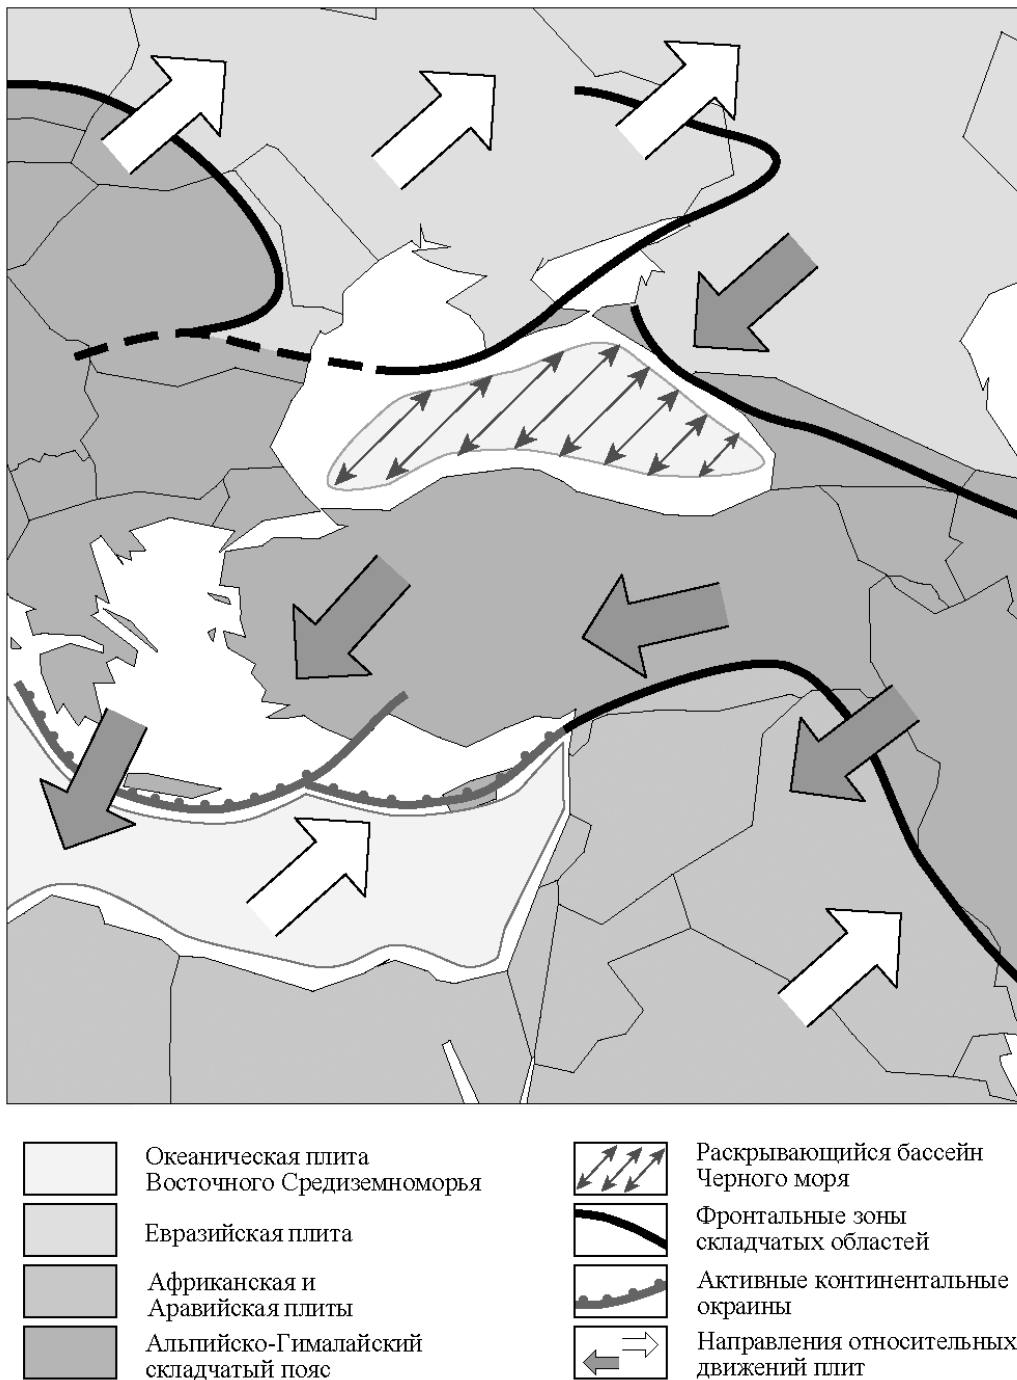 Океаническая плита
Восточного Средиземноморья
Евразийская плита
Африканская и
Аравийская плиты
Альпийско-Гималайский
складчатый пояс
Раскрывающийся бассейн
Черного моря
Фронтальные зоны
складчатых областей
Активные континентальные
окраины
Направления относительных
движений плит